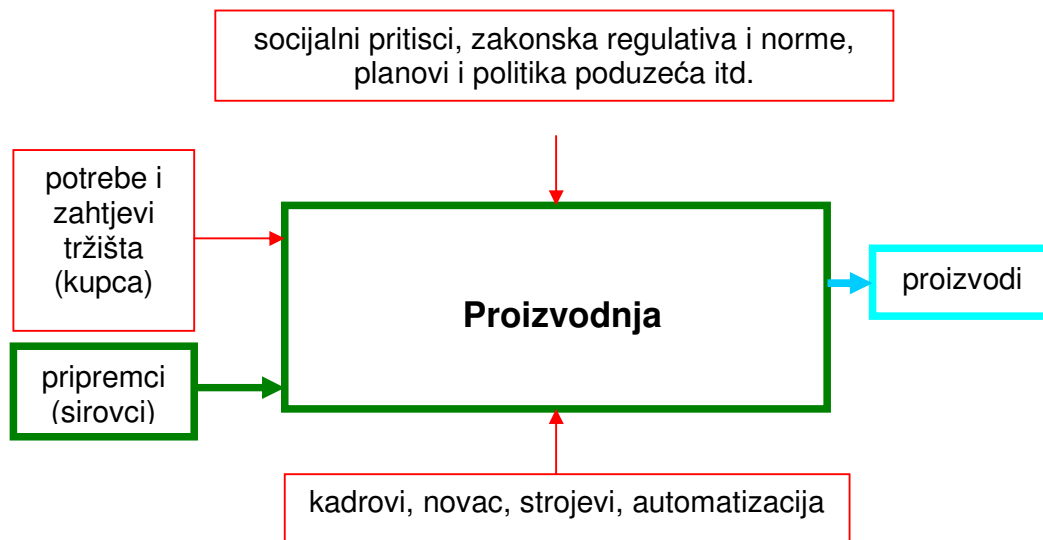 socijalni pritisci, zakonska regulativa i norme,
planovi i politika poduzeća itd.
potrebe i
zahtjevi
tržišta
(kupca)
Proizvodnja
proizvodi
pripremci
(sirovci)
kadrovi, novac, strojevi, automatizacija